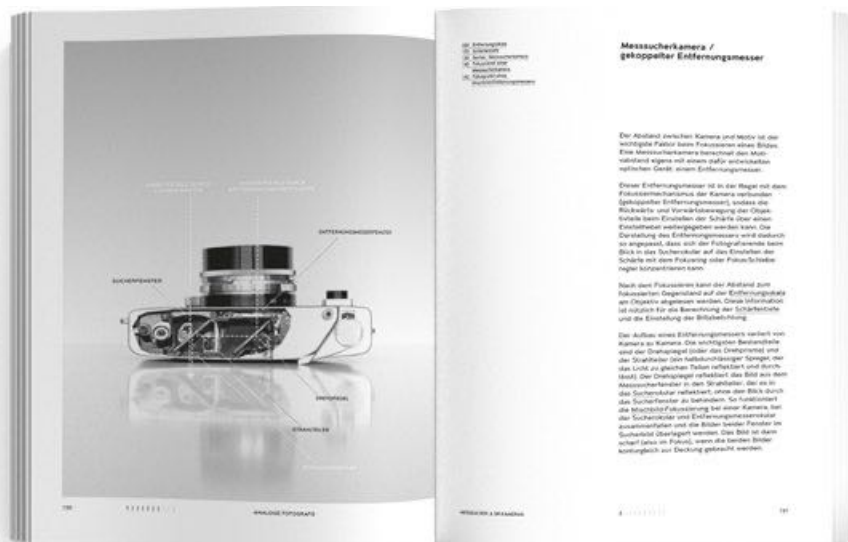 SUCHERFENSTER
DREHSPIEGEL
STRAHLTEILER
ANALOGE FOTOGRAFIE
Messsucherkamera /
gekoppelter Entfernungsmesser
Der Abstand zwischen Kamera und Motiv ist der
wichtigste Faktor beim Fokussieren eines Bildes.
Eine Messsucherkamera berechnet den Motiv-
abstand eigens mit einem dafür entwickelten
optischen Gerät: einem Entfernungsmesser.
Dieser Entfernungsmesser ist in der Regel mit dem
Fokussiermechanismus der Kamera verbunden
(gekoppelter Entfernungsmesser), sodass die
Rückwärts- und Vorwärtsbewegung der Objek-
tivteile beim Einstellen der Schärfe über einen
Einstellhebel weitergegeben werden kann. Die
Darstellung des Entfernungsmessers wird dadurch
so angepasst, dass sich der Fotografierende beim
Blick in das Sucherokular auf das Einstellen der
Schärfe mit dem Fokusring oder Fokus-Schiebe
regler konzentrieren kann.
Nach dem Fokussieren kann der Abstand zum
fokussierten Gegenstand auf der Entfernungsskala
am Objektiv abgelesen werden. Diese Information
ist nützlich für die Berechnung der Schärfentiefe
und die Einstellung der Blitzbelichtung.
Der Aufbau eines Entfernungsmessers variiert von
Kamera zu Kamera. Die wichtigsten Bestandteile
sind der Drehspiegel (oder das Drehprisma) und
der Strahlteiler (ein halbdurchlässiger Spiegel, der
das Licht zu gleichen Teilen reflektiert und durch-
lässt). Der Drehspiegel reflektiert das Bild aus dem
Messsucherfenster in den Strahlteiler, der es in
das Sucherokular reflektiert, ohne den Blick durch
das Sucherfenster zu behindern. So funktioniert
die Mischbild-Fokussierung bei einer Kamera, bei
der Sucherokular und Entfernungsmesserokular
zusammenfallen und die Bilder beider Fenster im
Sucherbild überlagert werden. Das Bild ist dann
scharf (also im Fokus), wenn die beiden Bilder
konturgleich zur Deckung gebracht werden.